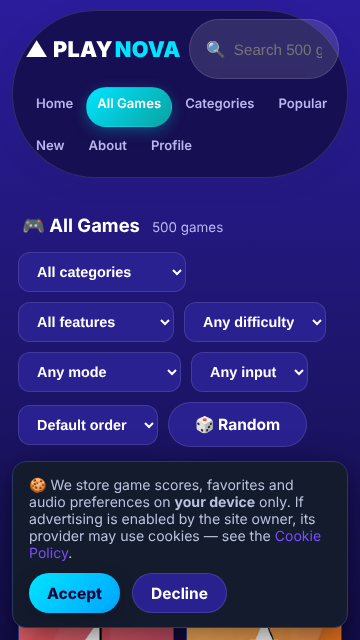 ▲ PLAYNOVA
🔍 Search 500 g
Home All Games Categories Popular
New About Profile
🎮 All Games 500 games
All categories
All features Any difficulty
Any mode Any input
Default order 🎲 Random
🍪 We store game scores, favorites and
audio preferences on your device only. If
advertising is enabled by the site owner, its
provider may use cookies — see the Cookie
Policy.
Accept Decline